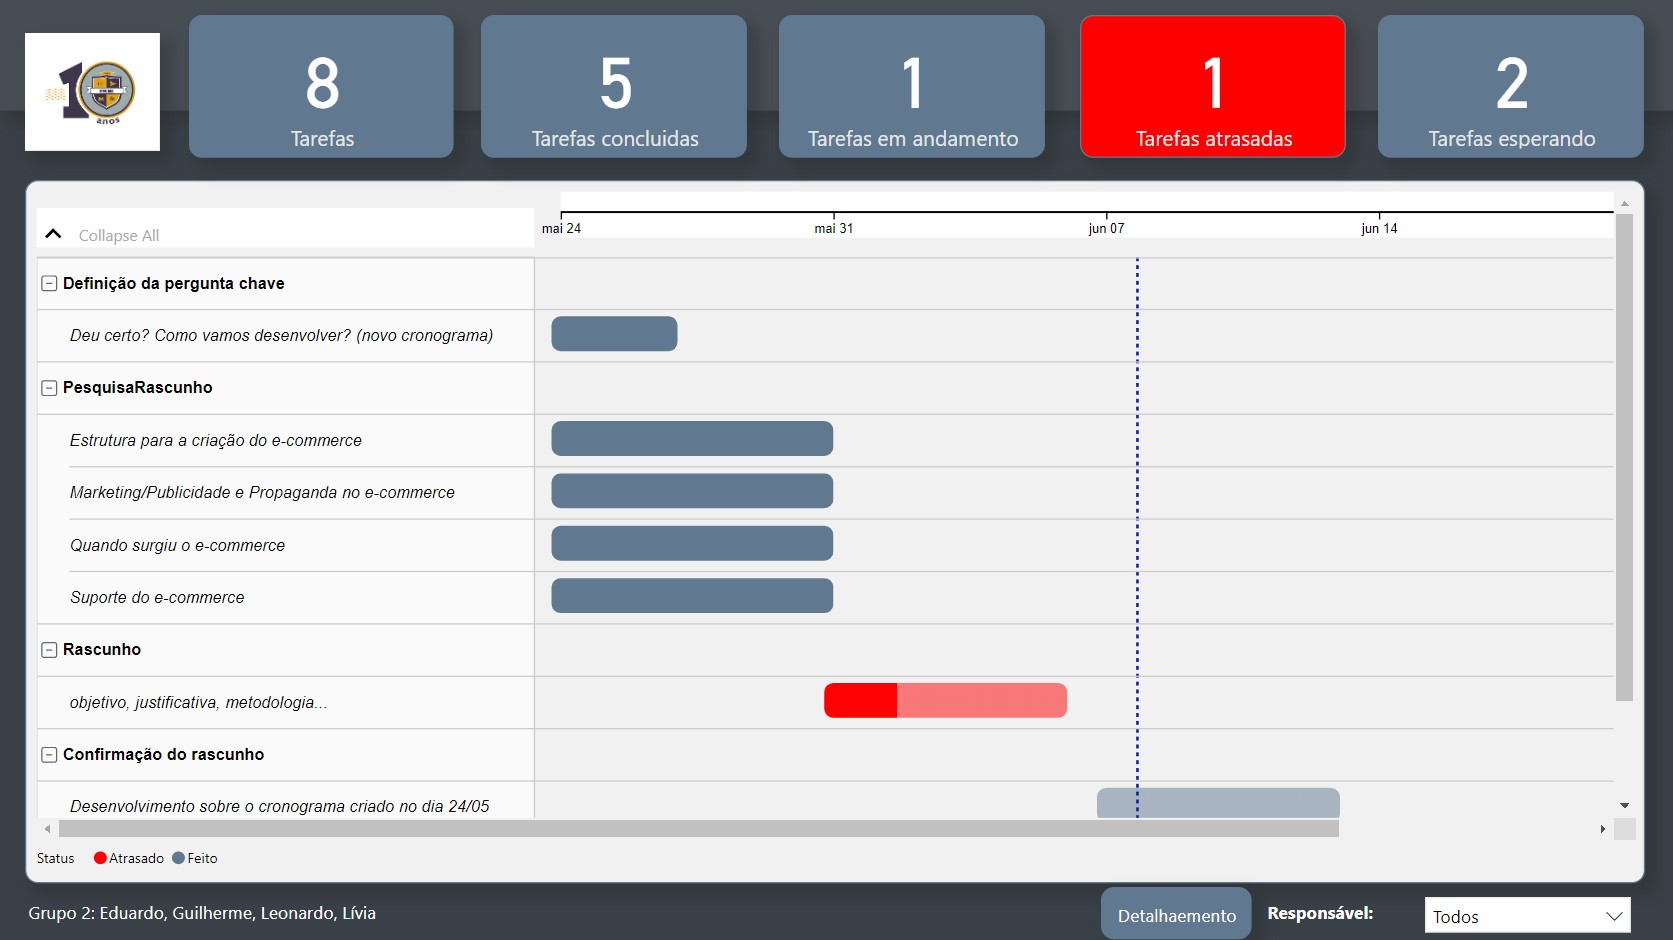 10
anos
8
Tarefas
5
Tarefas concluidas
1
Tarefas em andamento
1
Tarefas atrasadas
2
Tarefas esperando
Collapse All
mai 24
mai 31
jun 07
jun 14
Definição da pergunta chave
Deu certo? Como vamos desenvolver? (novo cronograma)
PesquisaRascunho
Estrutura para a criação do e-commerce
Marketing/Publicidade e Propaganda no e-commerce
Quando surgiu o e-commerce
Suporte do e-commerce
Rascunho
objetivo, justificativa, metodologia...
Confirmação do rascunho
Desenvolvimento sobre o cronograma criado no dia 24/05
Status Atrasado Feito
Grupo 2: Eduardo, Guilherme, Leonardo, Lívia
Detalhaemento
Responsável:
Todos